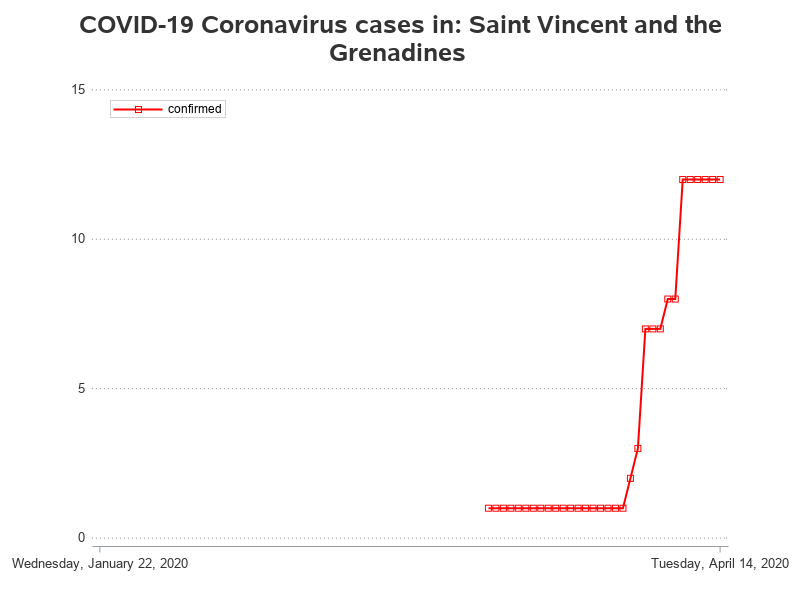 COVID-19 Coronavirus cases in: Saint Vincent and the
Grenadines
15
confirmed
10
5
0
Wednesday, January 22, 2020
Tuesday, April 14, 2020